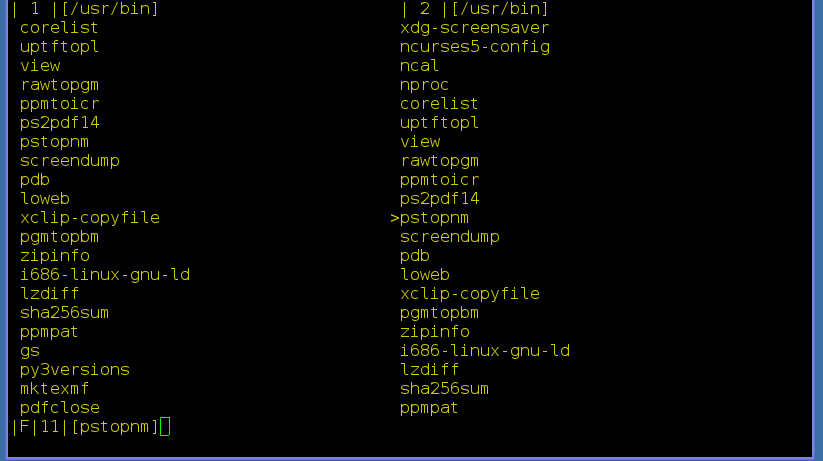 | 1 |[/usr/bin] | 2 |[/usr/bin]
corelist xdg-screensaver
uptftopl ncurses5-config
view ncal
rawtopgm nproc
ppmtoicr corelist
ps2pdf14 uptftopl
pstopnm view
screendump rawtopgm
pdb ppmtoicr
loweb ps2pdf14
xclip-copyfile >pstopnm
pgmtopbm screendump
zipinfo pdb
i686-linux-gnu-ld loweb
lzdiff xclip-copyfile
sha256sum pgmtopbm
ppmpat zipinfo
gs i686-linux-gnu-ld
py3versions lzdiff
mktexmf sha256sum
pdfclose ppmpat
|F|11|[pstopnm]